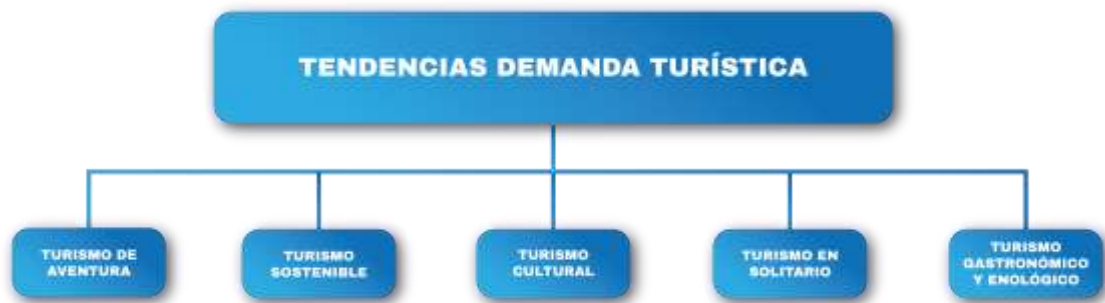 TENDENCIAS DEMANDA TURÍSTICA
TURISMO DE
AVENTURA
TURISMO
SOSTENIBLE
TURISMO
CULTURAL
TURISMO EN
SOLITARIO
TURISMO
GASTRONÓMICO
Y ENOLÓGICO